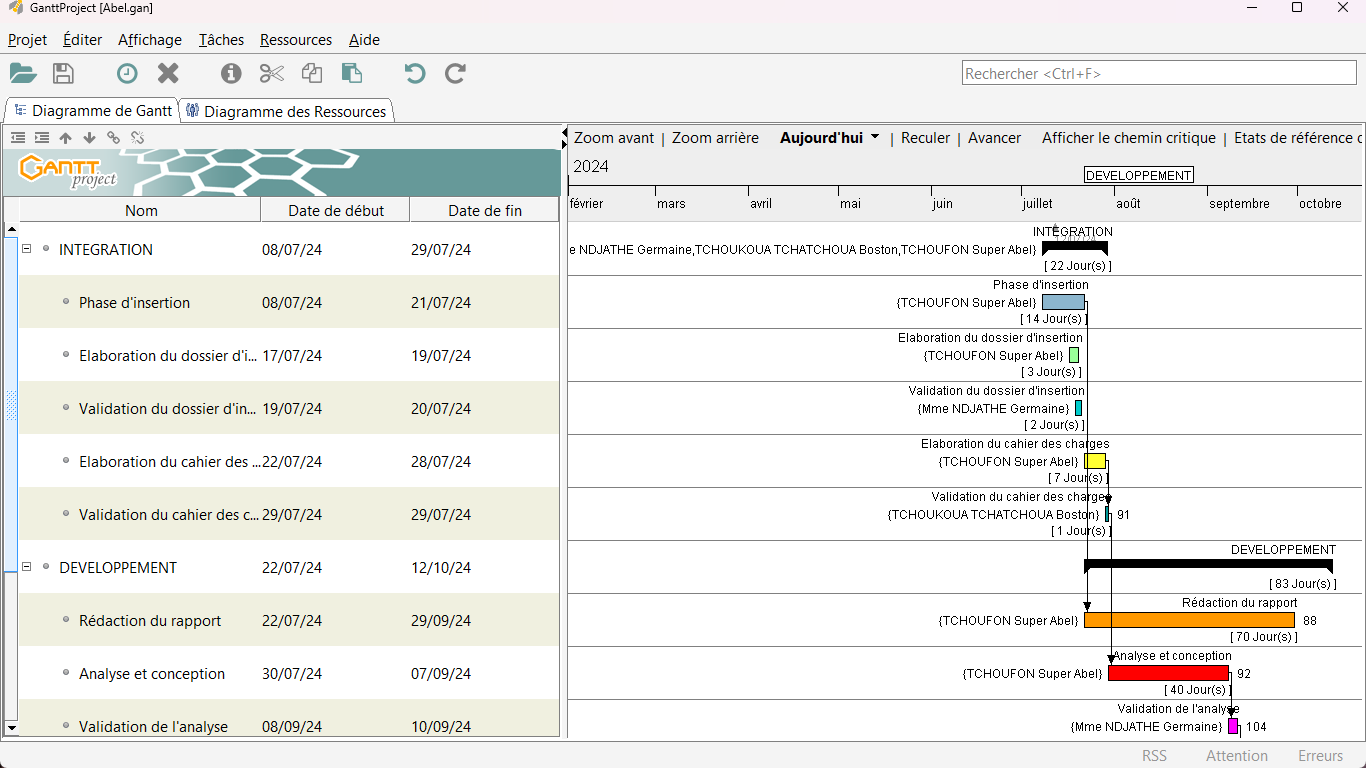 GanttProject [Abel.gan]
Projet Éditer Affichage Tâches Ressources Aide
Rechercher <Ctrl+F>
Diagramme de Gantt Diagramme des Ressources
Zoom avant | Zoom arrière Aujourd'hui | Reculer | Avancer Afficher le chemin critique | Etats de référence
GANTT project
2024
DEVELOPPEMENT
Nom Date de début Date de fin
février mars avril mai juin juillet août septembre octobre
INTEGRATION 08/07/24 29/07/24
INTEGRATION
12/07/24
e NDJATHE Germaine,TCHOUKOUA TCHATCHOUA Boston,TCHOUFON Super Abel}
[ 22 Jour(s) ]
Phase d'insertion 08/07/24 21/07/24
Phase d'insertion
{TCHOUFON Super Abel}
[ 14 Jour(s) ]
Elaboration du dossier d'i... 17/07/24 19/07/24
Elaboration du dossier d'insertion
{TCHOUFON Super Abel}
[ 3 Jour(s) ]
Validation du dossier d'in... 19/07/24 20/07/24
Validation du dossier d'insertion
{Mme NDJATHE Germaine}
[ 2 Jour(s) ]
Elaboration du cahier des ... 22/07/24 28/07/24
Elaboration du cahier des charges
{TCHOUFON Super Abel}
[ 7 Jour(s) ]
Validation du cahier des c... 29/07/24 29/07/24
Validation du cahier des charges
{TCHOUKOUA TCHATCHOUA Boston} 91
[ 1 Jour(s) ]
DEVELOPPEMENT 22/07/24 12/10/24
DEVELOPPEMENT
[ 83 Jour(s) ]
Rédaction du rapport 22/07/24 29/09/24
Rédaction du rapport
{TCHOUFON Super Abel} 88
[ 70 Jour(s) ]
Analyse et conception 30/07/24 07/09/24
Analyse et conception
{TCHOUFON Super Abel} 92
[ 40 Jour(s) ]
Validation de l'analyse 08/09/24 10/09/24
Validation de l'analyse
{Mme NDJATHE Germaine} 104
RSS Attention Erreurs